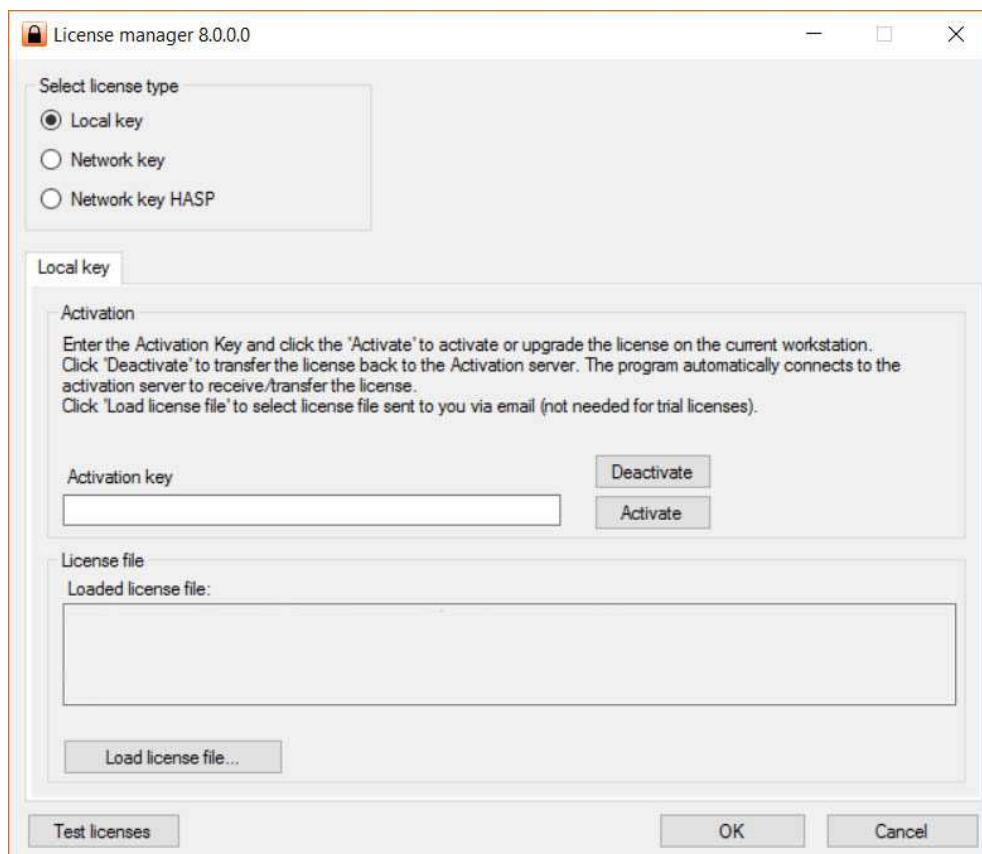 License manager 8.0.0.0
Select license type
Local key
Network key
Network key HASP
Local key
Activation
Enter the Activation Key and click the 'Activate' to activate or upgrade the license on the current workstation.
Click 'Deactivate' to transfer the license back to the Activation server. The program automatically connects to the
activation server to receive/transfer the license.
Click 'Load license file' to select license file sent to you via email (not needed for trial licenses).
Activation key
Deactivate
Activate
License file
Loaded license file:
Load license file...
Test licenses
OK
Cancel